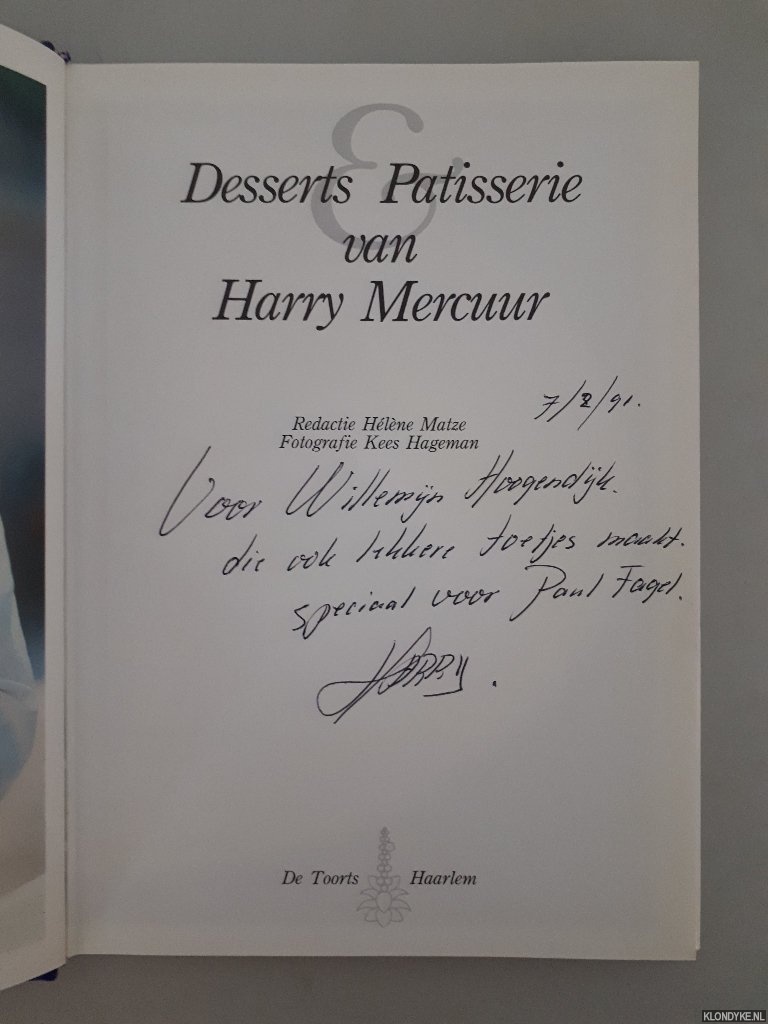 &
Desserts Patisserie
van
Harry Mercuur
7/2/91.
Redactie Hélène Matze
Fotografie Kees Hageman
Voor Willemijn Hoogendijk.
die ook lekkere toetjes maakt.
speciaal voor Paul Fagel.
HARRY.
De Toorts Haarlem
KLONDYKE.NL